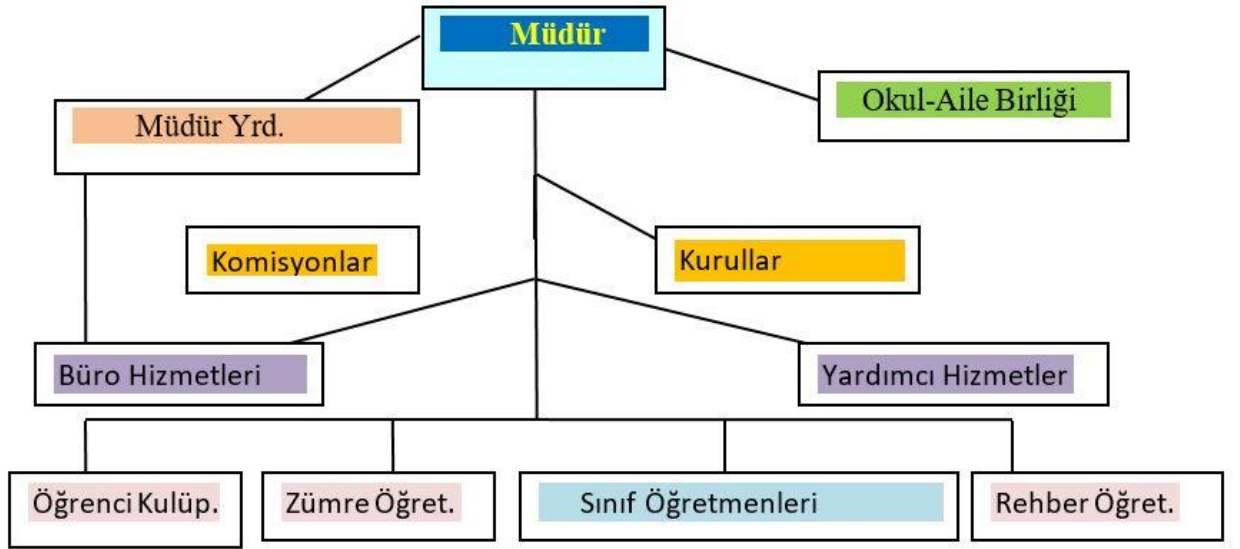 Müdür
Okul-Aile Birliği
Müdür Yrd.
Komisyonlar
Kurullar
Büro Hizmetleri
Yardımcı Hizmetler
Öğrenci Kulüp.
Zümre Öğret.
Sınıf Öğretmenleri
Rehber Öğret.